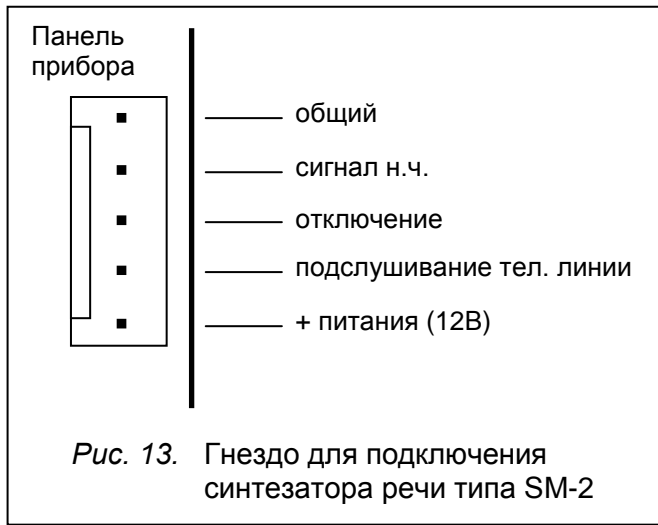 Панель
прибора
общий
сигнал н.ч.
отключение
подслушивание тел. линии
+ питания (12В)
Рис. 13. Гнездо для подключения
синтезатора речи типа SM-2